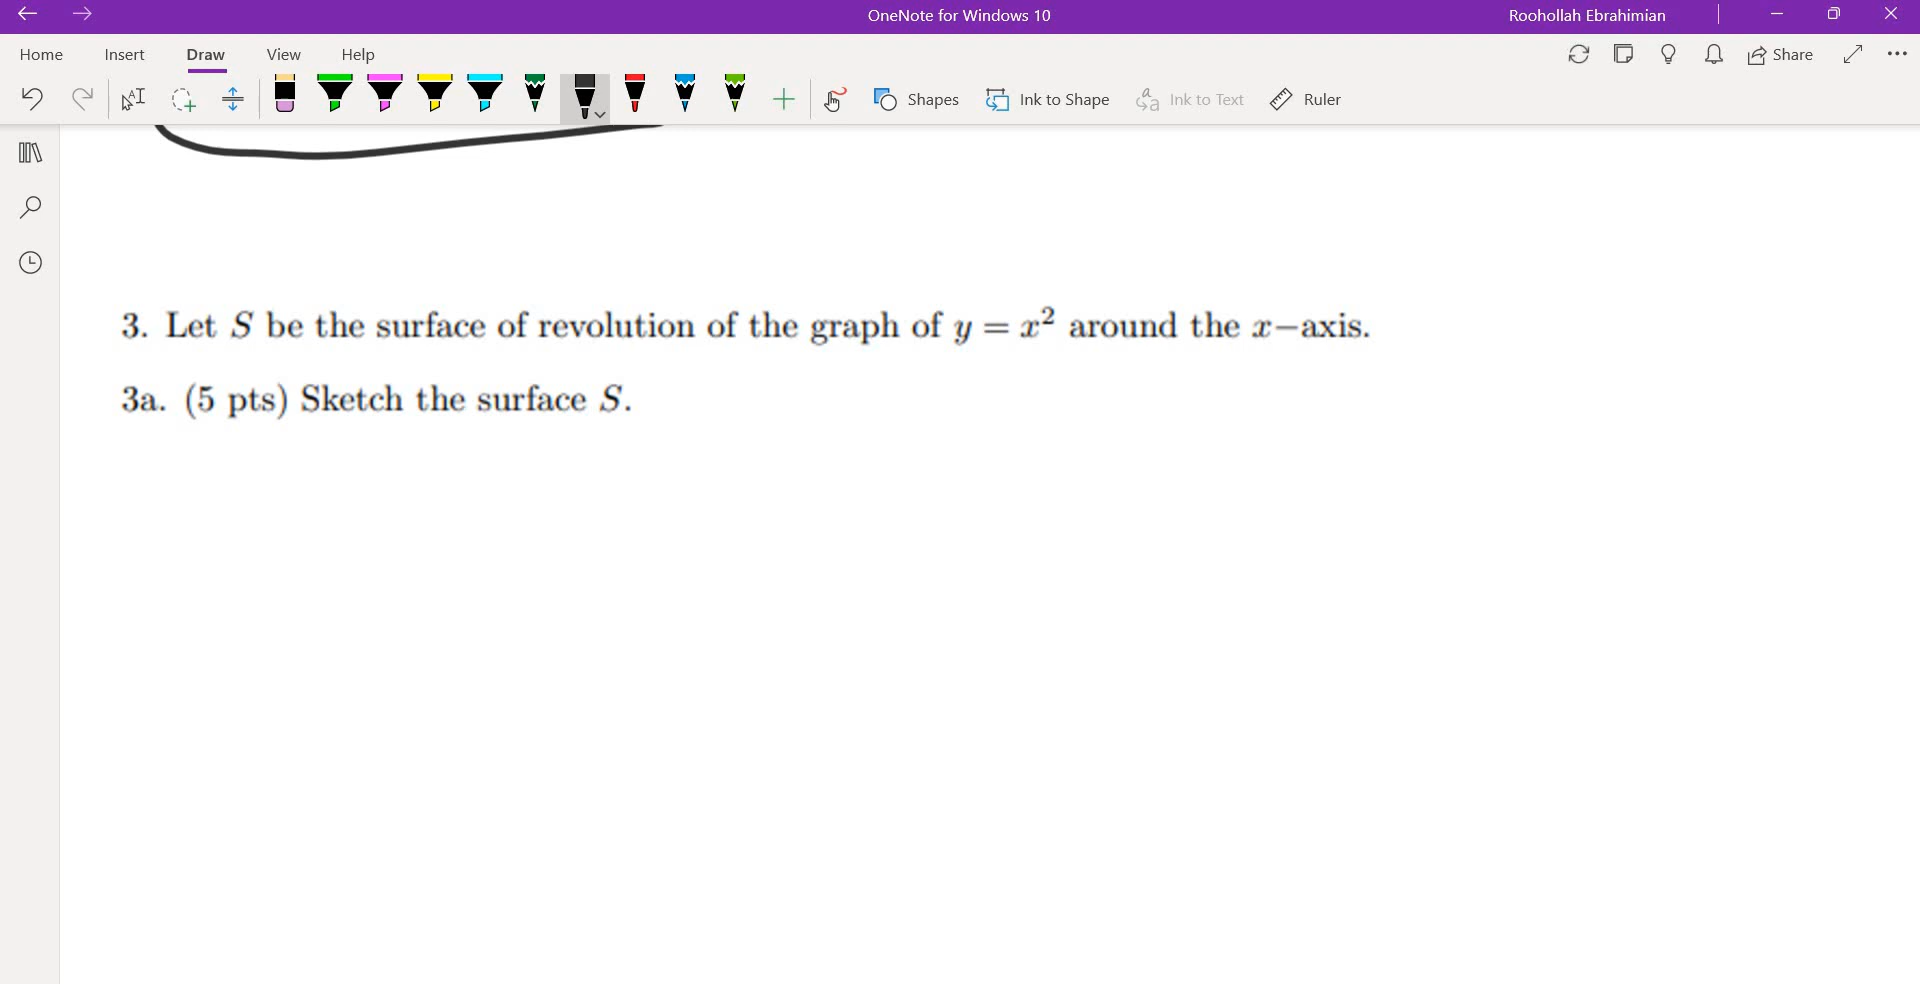 OneNote for Windows 10
Roohollah Ebrahimian
Home Insert Draw View Help
Share
Shapes Ink to Shape Ink to Text Ruler
3. Let S be the surface of revolution of the graph of y = x² around the x−axis.
3a. (5 pts) Sketch the surface S.